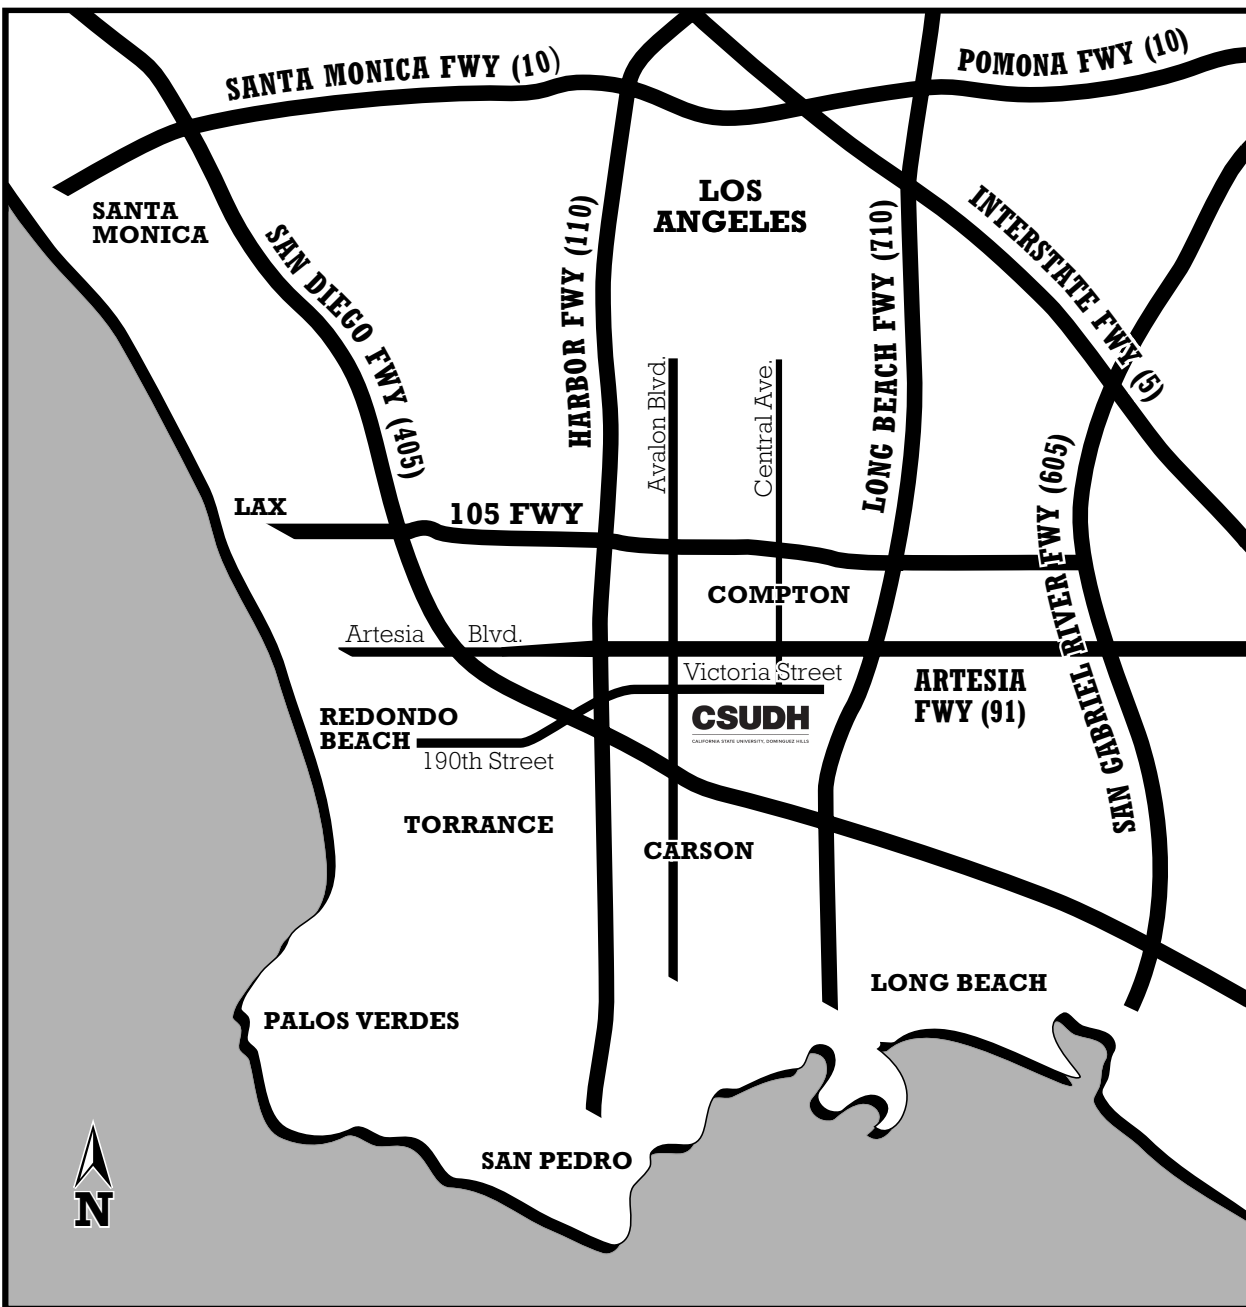 SANTA MONICA FWY (10)
POMONA FWY (10)
SANTA
MONICA
LOS
ANGELES
SAN DIEGO FWY (405)
HARBOR FWY (110)
LONG BEACH FWY (710)
INTERSTATE FWY (5)
Avalon Blvd.
Central Ave.
LAX
105 FWY
SAN GABRIEL RIVER FWY (605)
COMPTON
Artesia Blvd.
Victoria Street
ARTESIA
FWY (91)
REDONDO
BEACH
CSUDH
CALIFORNIA STATE UNIVERSITY, DOMINGUEZ HILLS
190th Street
TORRANCE
CARSON
LONG BEACH
PALOS VERDES
SAN PEDRO
N